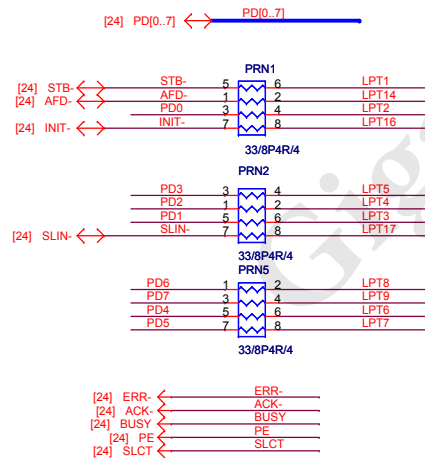 [24] PD[0..7] PD[0..7]
PRN1
[24] STB- STB- 5 6 LPT1
[24] AFD- AFD- 1 2 LPT14
PD0 3 4 LPT2
[24] INIT- INIT- 7 8 LPT16
33/8P4R/4
PRN2
PD3 3 4 LPT5
PD2 1 2 LPT4
PD1 5 6 LPT3
[24] SLIN- SLIN- 7 8 LPT17
33/8P4R/4
PRN5
PD6 1 2 LPT8
PD7 3 4 LPT9
PD4 5 6 LPT6
PD5 7 8 LPT7
33/8P4R/4
[24] ERR- ERR-
[24] ACK- ACK-
[24] BUSY BUSY
[24] PE PE
[24] SLCT SLCT